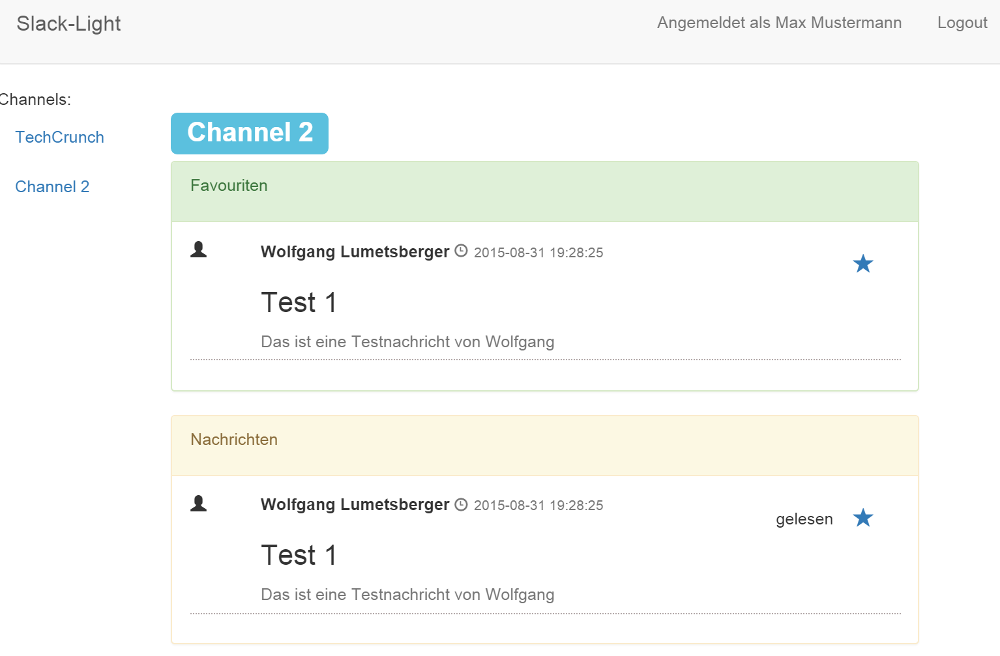 Slack-Light
Angemeldet als Max Mustermann
Logout
Channels:
TechCrunch
Channel 2
Channel 2
Favouriten
Wolfgang Lumetsberger 2015-08-31 19:28:25
Test 1
Das ist eine Testnachricht von Wolfgang
Nachrichten
Wolfgang Lumetsberger 2015-08-31 19:28:25
gelesen
Test 1
Das ist eine Testnachricht von Wolfgang